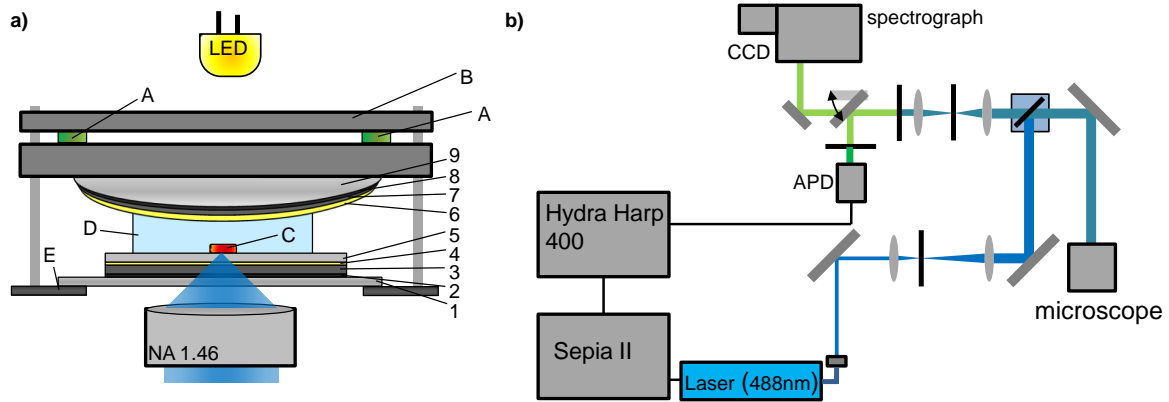 a)
LED
B
A
A
9
8
7
6
D
C
5
4
3
E
2
1
NA 1.46
b)
spectrograph
CCD
APD
Hydra Harp
400
microscope
Sepia II
Laser (488nm)